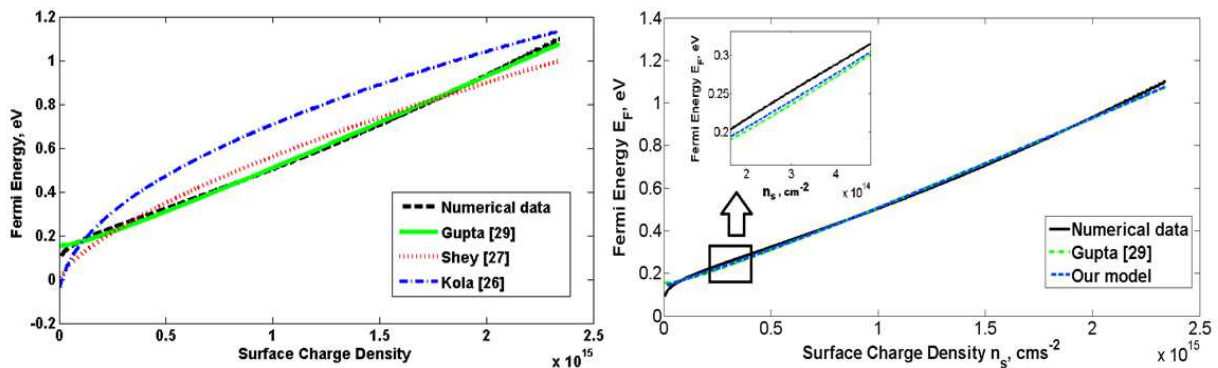 1.2
1
0.8
0.6
0.4
0.2
0
-0.2
Fermi Energy, eV
Numerical data
Gupta [29]
Shey [27]
Kola [26]
0
0.5
1
1.5
2
2.5
x 10^15
Surface Charge Density
1.4
1.2
1
0.8
0.6
0.4
0.2
0
Fermi Energy E_F, eV
0.3
0.25
0.2
Fermi Energy E_F, eV
2
3
4
n_s, cm^-2
x 10^14
Numerical data
Gupta [29]
Our model
0
0.5
1
1.5
2
2.5
Surface Charge Density n_s, cms^-2
x 10^15